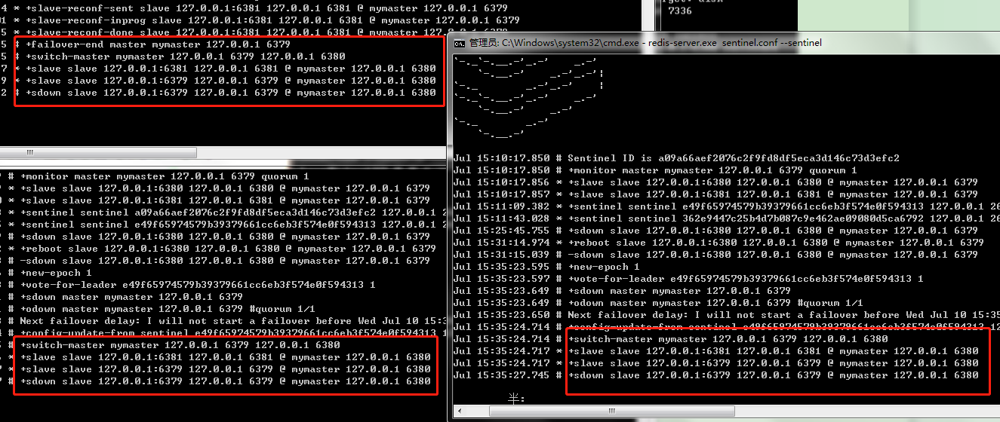 4 * +slave-reconf-sent slave 127.0.0.1:6381 127.0.0.1 6381 @ mymaster 127.0.0.1 6379
01 * +slave-reconf-inprog slave 127.0.0.1:6381 127.0.0.1 6381 @ mymaster 127.0.0.1 6379
5 * +slave-reconf-done slave 127.0.0.1:6381 127.0.0.1 6381 @ mymaster 127.0.0.1 6379
5 # +failover-end master mymaster 127.0.0.1 6379
5 # +switch-master mymaster 127.0.0.1 6379 127.0.0.1 6380
7 * +slave slave 127.0.0.1:6381 127.0.0.1 6381 @ mymaster 127.0.0.1 6380
9 * +slave slave 127.0.0.1:6379 127.0.0.1 6379 @ mymaster 127.0.0.1 6380
2 # +sdown slave 127.0.0.1:6379 127.0.0.1 6379 @ mymaster 127.0.0.1 6380
7336
# +monitor master mymaster 127.0.0.1 6379 quorum 1
* +slave slave 127.0.0.1:6380 127.0.0.1 6380 @ mymaster 127.0.0.1 6379
* +slave slave 127.0.0.1:6381 127.0.0.1 6381 @ mymaster 127.0.0.1 6379
* +sentinel sentinel a09a66aef2076c2f9fd8df5eca3d146c73d3efc2 127.0.0.1 2
* +sentinel sentinel e49f65974579b39379661cc6eb3f574e0f594313 127.0.0.1 2
# +sdown slave 127.0.0.1:6380 127.0.0.1 6380 @ mymaster 127.0.0.1 6379
* +reboot slave 127.0.0.1:6380 127.0.0.1 6380 @ mymaster 127.0.0.1 6379
# -sdown slave 127.0.0.1:6380 127.0.0.1 6380 @ mymaster 127.0.0.1 6379
# +new-epoch 1
# +vote-for-leader e49f65974579b39379661cc6eb3f574e0f594313 1
# +sdown master mymaster 127.0.0.1 6379
# +odown master mymaster 127.0.0.1 6379 #quorum 1/1
# Next failover delay: I will not start a failover before Wed Jul 10 15:3
# +config-update-from sentinel e49f65974579b39379661cc6eb3f574e0f594313 1
# +switch-master mymaster 127.0.0.1 6379 127.0.0.1 6380
* +slave slave 127.0.0.1:6381 127.0.0.1 6381 @ mymaster 127.0.0.1 6380
* +slave slave 127.0.0.1:6379 127.0.0.1 6379 @ mymaster 127.0.0.1 6380
# +sdown slave 127.0.0.1:6379 127.0.0.1 6379 @ mymaster 127.0.0.1 6380
管理员: C:\Windows\system32\cmd.exe - redis-server.exe sentinel.conf --sentinel
Jul 15:10:17.850 # Sentinel ID is a09a66aef2076c2f9fd8df5eca3d146c73d3efc2
Jul 15:10:17.850 # +monitor master mymaster 127.0.0.1 6379 quorum 1
Jul 15:10:17.856 * +slave slave 127.0.0.1:6380 127.0.0.1 6380 @ mymaster 127.0.0.1 6379
Jul 15:10:17.857 * +slave slave 127.0.0.1:6381 127.0.0.1 6381 @ mymaster 127.0.0.1 6379
Jul 15:11:09.382 * +sentinel sentinel e49f65974579b39379661cc6eb3f574e0f594313 127.0.0.1 26
Jul 15:11:43.028 * +sentinel sentinel 362e9447c25b4d7b087c9e462ae09080d5ca6792 127.0.0.1 26
Jul 15:25:45.755 # +sdown slave 127.0.0.1:6380 127.0.0.1 6380 @ mymaster 127.0.0.1 6379
Jul 15:31:14.974 * +reboot slave 127.0.0.1:6380 127.0.0.1 6380 @ mymaster 127.0.0.1 6379
Jul 15:31:15.039 # -sdown slave 127.0.0.1:6380 127.0.0.1 6380 @ mymaster 127.0.0.1 6379
Jul 15:35:23.595 # +new-epoch 1
Jul 15:35:23.597 # +vote-for-leader e49f65974579b39379661cc6eb3f574e0f594313 1
Jul 15:35:23.649 # +sdown master mymaster 127.0.0.1 6379
Jul 15:35:23.649 # +odown master mymaster 127.0.0.1 6379 #quorum 1/1
Jul 15:35:23.650 # Next failover delay: I will not start a failover before Wed Jul 10 15:35
Jul 15:35:24.714 # +config-update-from sentinel e49f65974579b39379661cc6eb3f574e0f594313 12
Jul 15:35:24.714 # +switch-master mymaster 127.0.0.1 6379 127.0.0.1 6380
Jul 15:35:24.717 * +slave slave 127.0.0.1:6381 127.0.0.1 6381 @ mymaster 127.0.0.1 6380
Jul 15:35:24.717 * +slave slave 127.0.0.1:6379 127.0.0.1 6379 @ mymaster 127.0.0.1 6380
Jul 15:35:27.745 # +sdown slave 127.0.0.1:6379 127.0.0.1 6379 @ mymaster 127.0.0.1 6380
半: